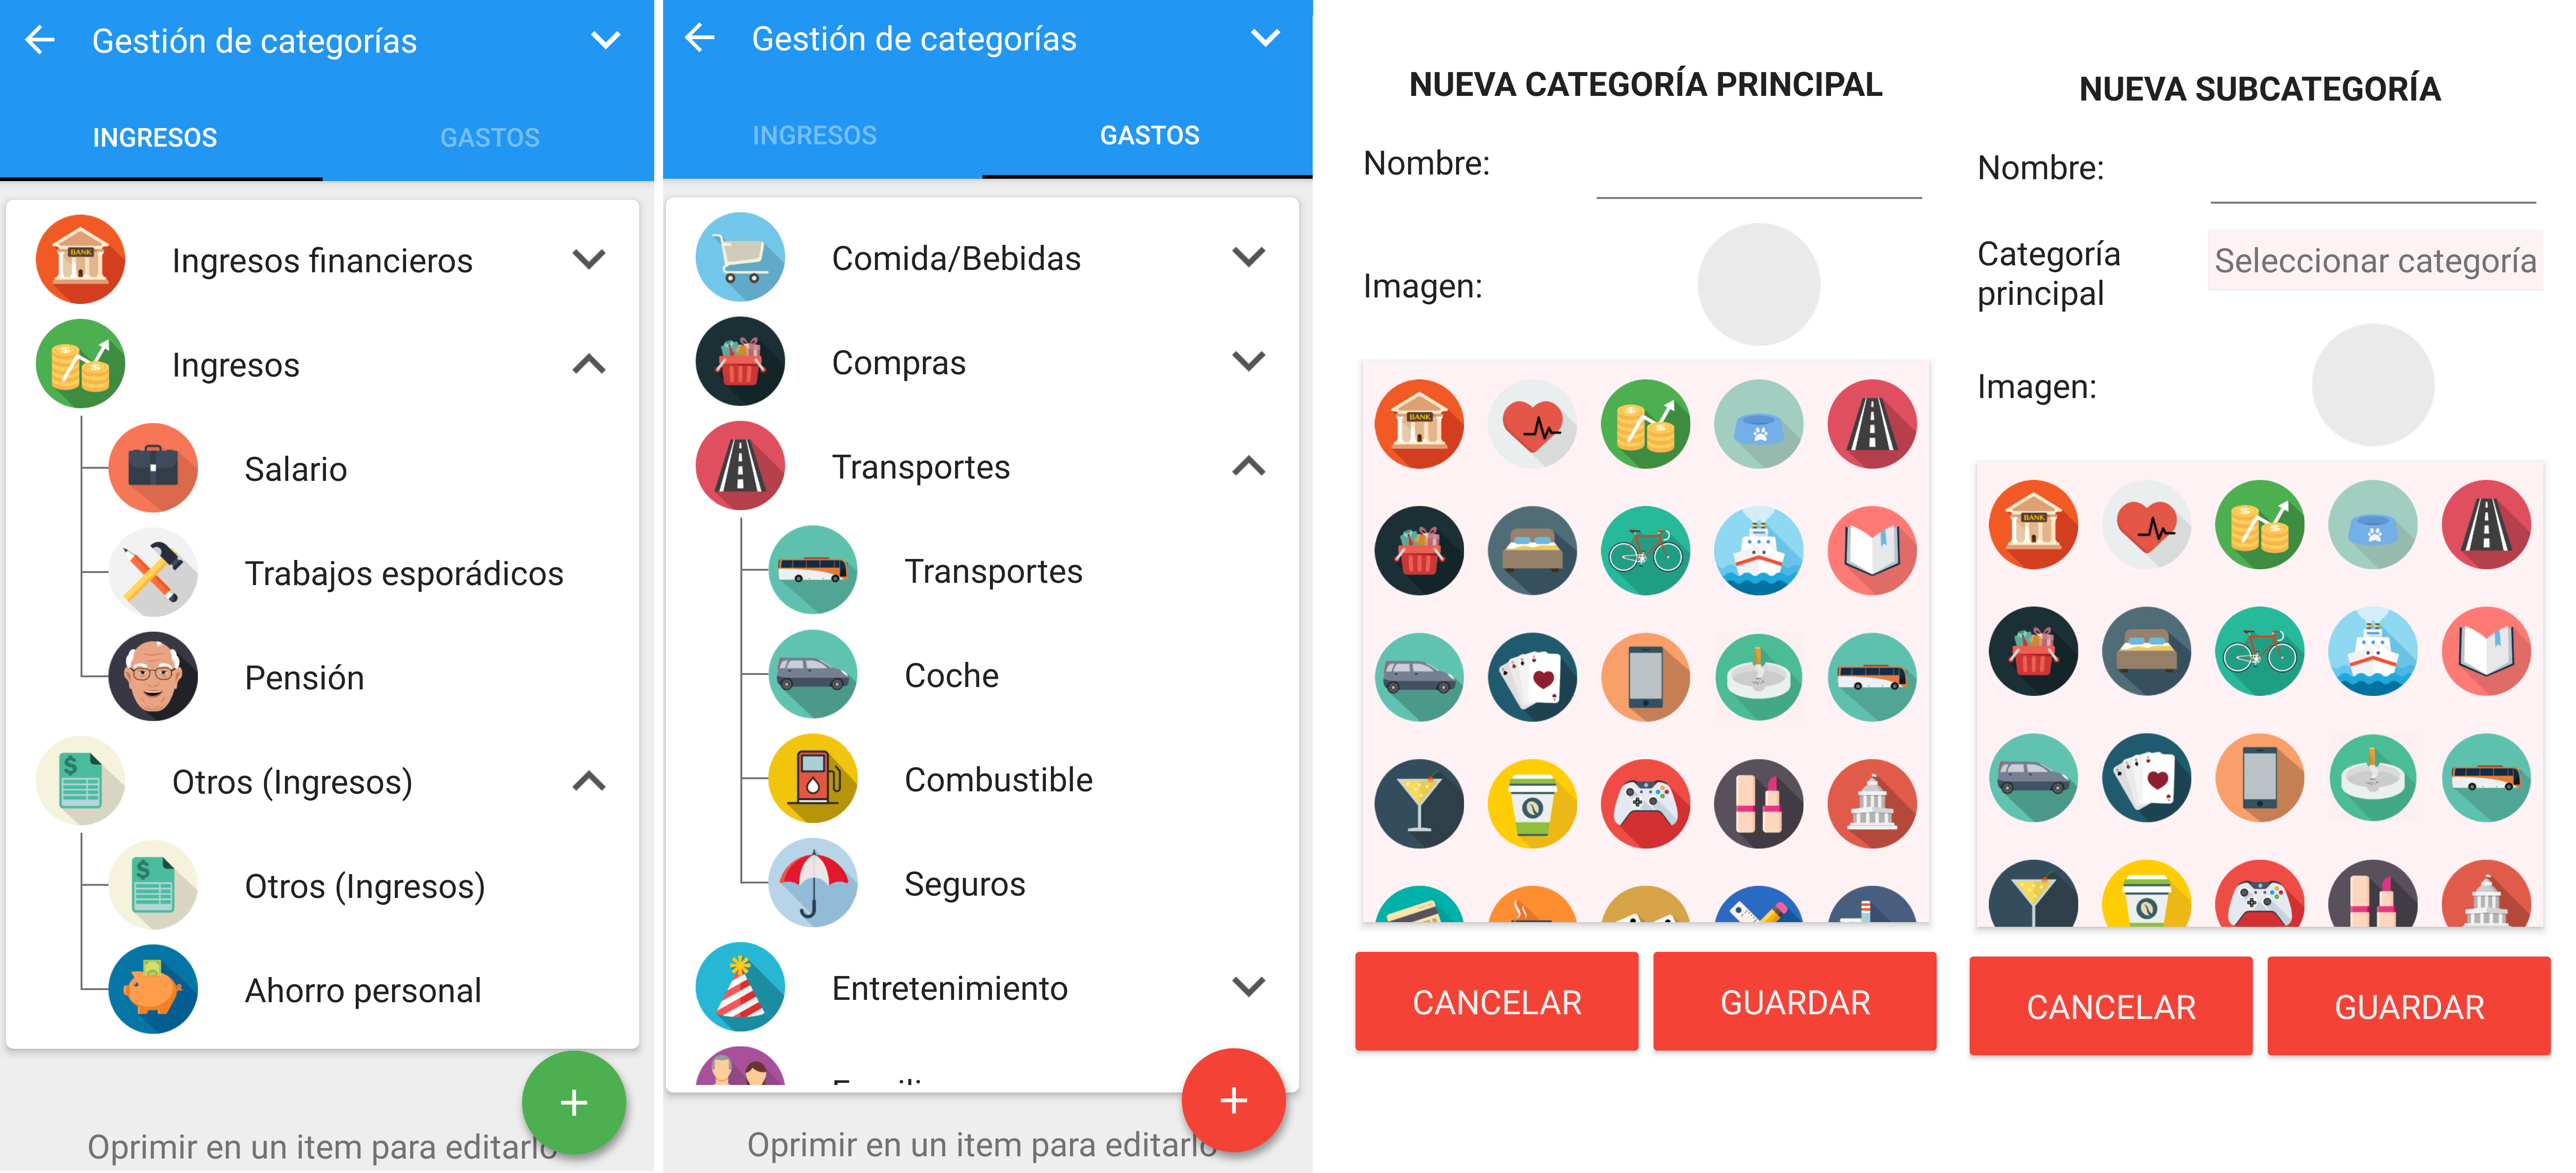 Gestión de categorías
INGRESOS
GASTOS
BANK
Ingresos financieros
Ingresos
Salario
Trabajos esporádicos
Pensión
Otros (Ingresos)
Otros (Ingresos)
Ahorro personal
Oprimir en un item para editarlo
Gestión de categorías
INGRESOS
GASTOS
Comida/Bebidas
Compras
Transportes
Transportes
Coche
Combustible
Seguros
Entretenimiento
Oprimir en un item para editarlo
NUEVA CATEGORÍA PRINCIPAL
Nombre:
Imagen:
BANK
CANCELAR
GUARDAR
NUEVA SUBCATEGORÍA
Nombre:
Categoría
principal
Seleccionar categoría
Imagen:
BANK
CANCELAR
GUARDAR